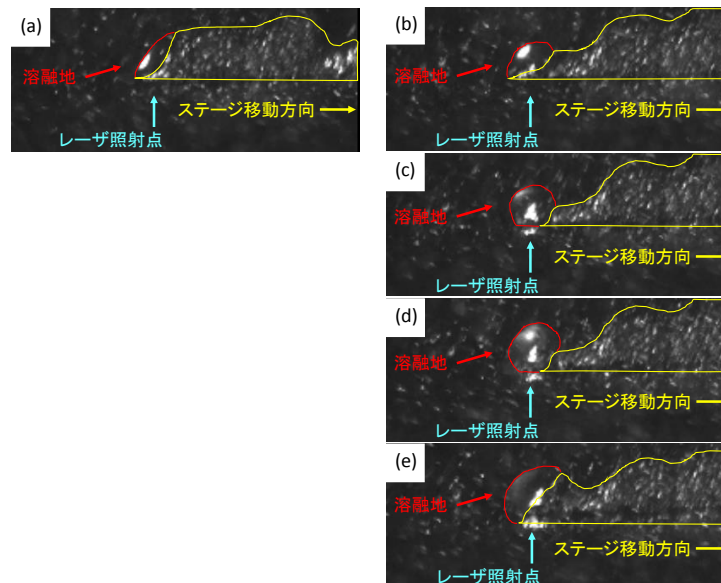 (a)
溶融地
ステージ移動方向
レーザ照射点
(b)
溶融地
ステージ移動方向
レーザ照射点
(c)
溶融地
ステージ移動方向
レーザ照射点
(d)
溶融地
ステージ移動方向
レーザ照射点
(e)
溶融地
ステージ移動方向
レーザ照射点